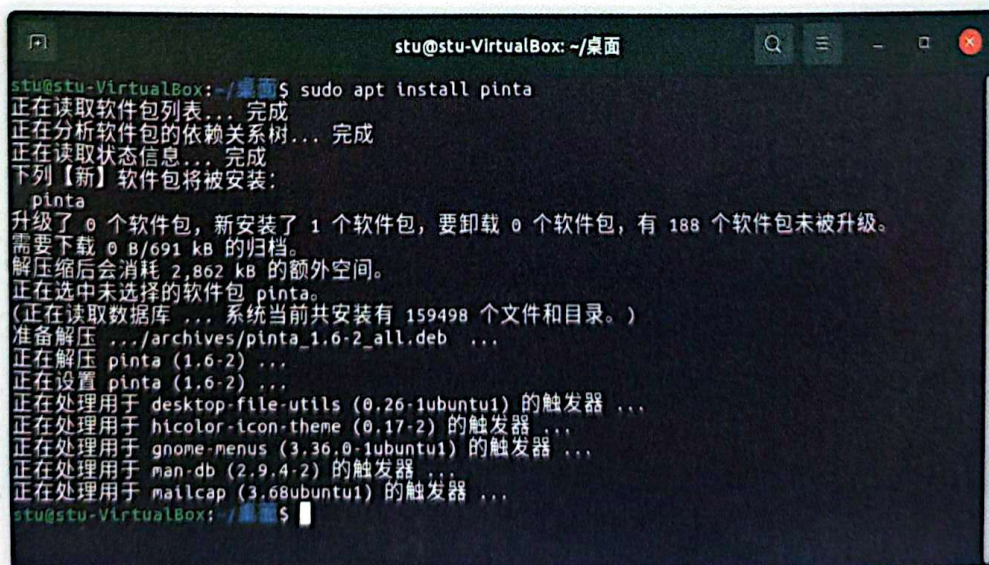 stu@stu-VirtualBox: ~/桌面
stu@stu-VirtualBox:~/桌面$ sudo apt install pinta
正在读取软件包列表... 完成
正在分析软件包的依赖关系树... 完成
正在读取状态信息... 完成
下列【新】软件包将被安装：
pinta
升级了 0 个软件包，新安装了 1 个软件包，要卸载 0 个软件包，有 188 个软件包未被升级。
需要下载 0 B/691 kB 的归档。
解压缩后会消耗 2,862 kB 的额外空间。
正在选中未选择的软件包 pinta。
(正在读取数据库 ... 系统当前共安装有 159498 个文件和目录。)
准备解压 .../archives/pinta_1.6-2_all.deb ...
正在解压 pinta (1.6-2) ...
正在设置 pinta (1.6-2) ...
正在处理用于 desktop-file-utils (0.26-1ubuntu1) 的触发器 ...
正在处理用于 hicolor-icon-theme (0.17-2) 的触发器 ...
正在处理用于 gnome-menus (3.36.0-1ubuntu1) 的触发器 ...
正在处理用于 man-db (2.9.4-2) 的触发器 ...
正在处理用于 mailcap (3.68ubuntu1) 的触发器 ...
stu@stu-VirtualBox:~/桌面$